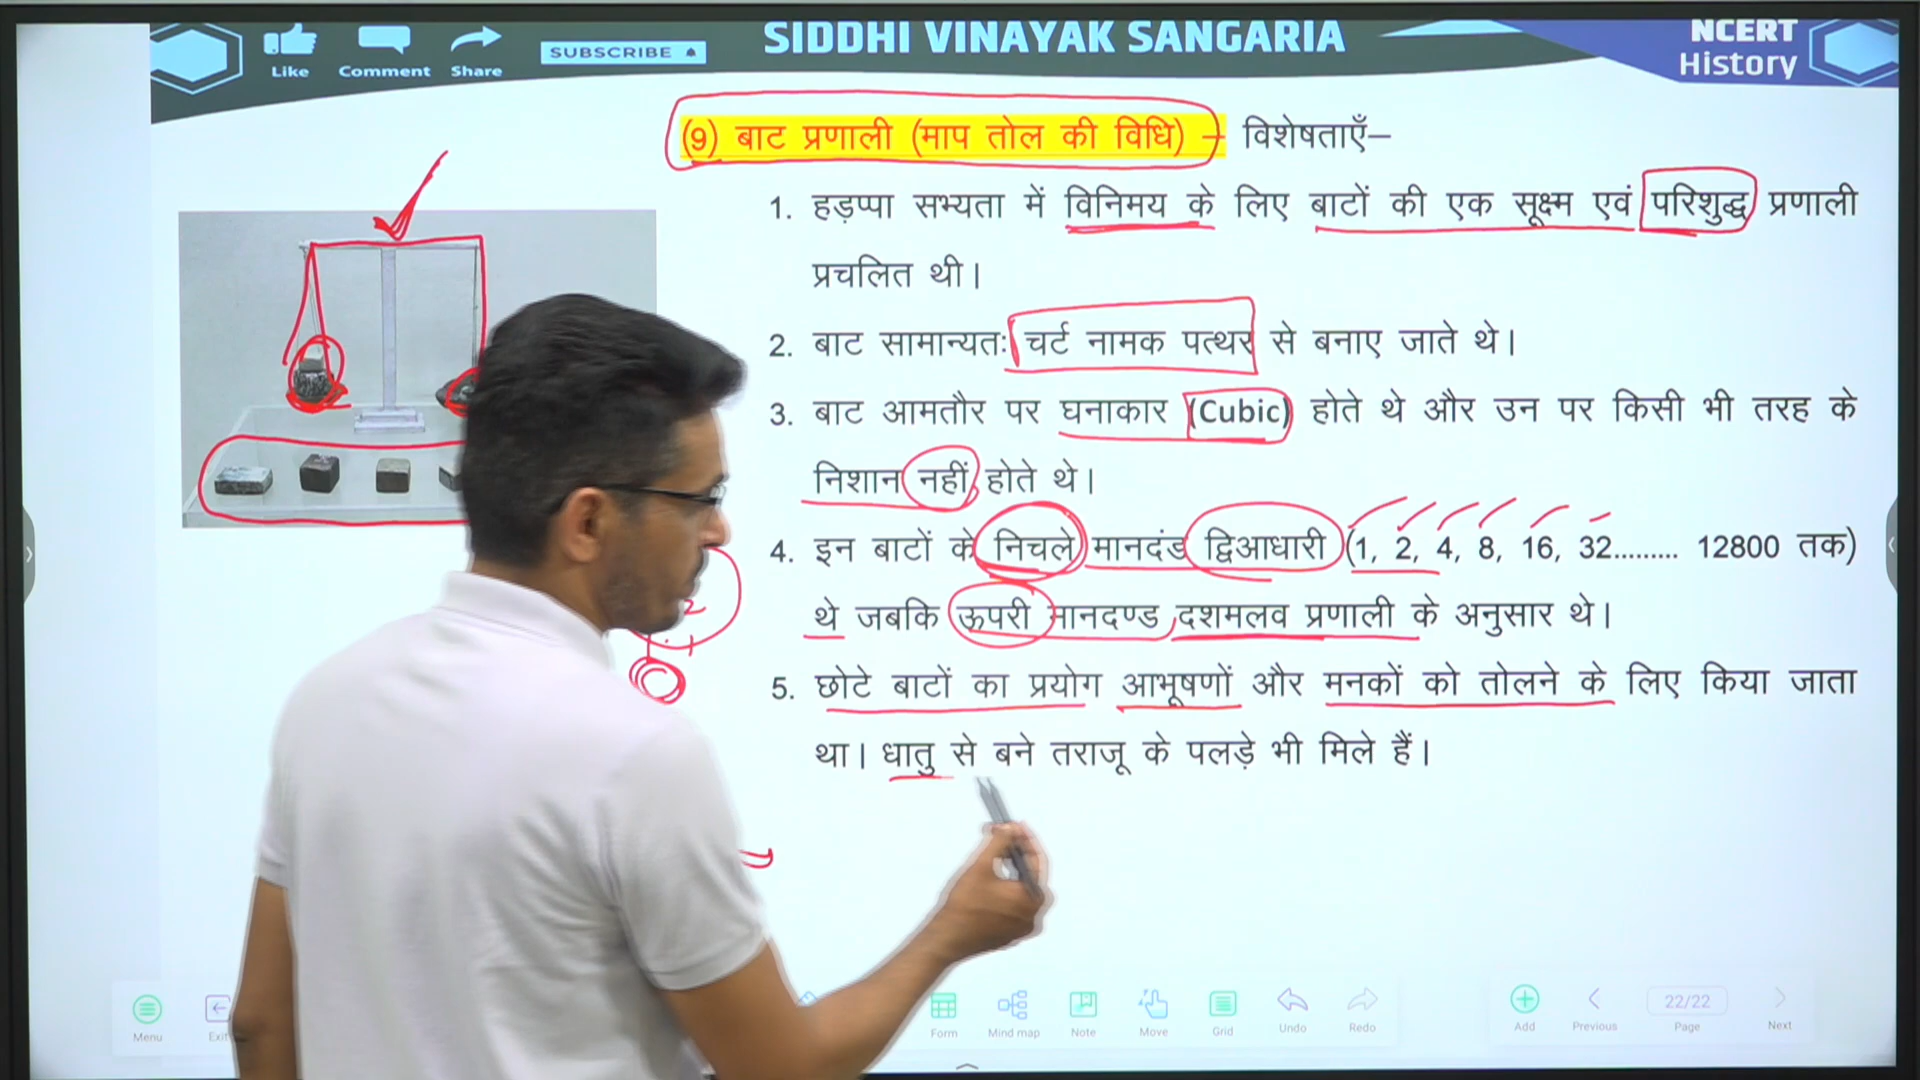 SIDDHI VINAYAK SANGARIA
NCERT
History
Like
Comment
Share
SUBSCRIBE
(9) बाट प्रणाली (माप तोल की विधि) – विशेषताएँ–
1. हड़प्पा सभ्यता में विनिमय के लिए बाटों की एक सूक्ष्म एवं परिशुद्ध प्रणाली
प्रचलित थी।
2. बाट सामान्यतः चर्ट नामक पत्थर से बनाए जाते थे।
3. बाट आमतौर पर घनाकार (Cubic) होते थे और उन पर किसी भी तरह के
निशान नहीं होते थे।
4. इन बाटों के निचले मानदंड द्विआधारी (1, 2, 4, 8, 16, 32......... 12800 तक)
थे जबकि ऊपरी मानदण्ड दशमलव प्रणाली के अनुसार थे।
5. छोटे बाटों का प्रयोग आभूषणों और मनकों को तोलने के लिए किया जाता
था। धातु से बने तराजू के पलड़े भी मिले हैं।
Menu
Form
Mind map
Note
Move
Grid
Undo
Redo
Add
Previous
22/22
Page
Next